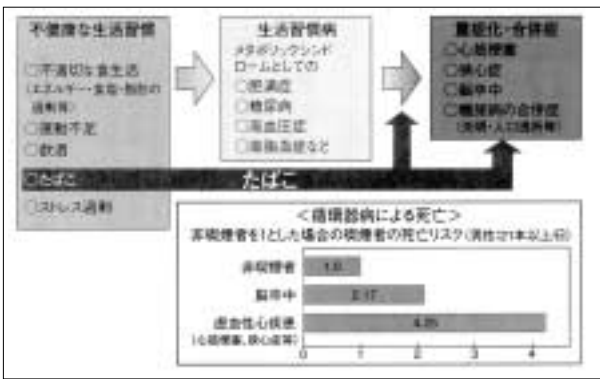 不健康な生活習慣
○不適切な食生活
(エネルギー・食塩・脂肪の
過剰等)
○運動不足
○飲酒
○たばこ
○ストレス過剰
生活習慣病
メタボリックシンド
ロームとしての
○肥満症
○糖尿病
○高血圧症
○高脂血症など
重症化・合併症
○心筋梗塞
○狭心症
○脳卒中
○糖尿病の合併症
(失明・人工透析等)
たばこ
<循環器病による死亡>
非喫煙者を1とした場合の喫煙者の死亡リスク(男性
非喫煙者 1.0
脳卒中 2.17
虚血性心疾患
(心筋梗塞、狭心症等)
0 1 2 3 4